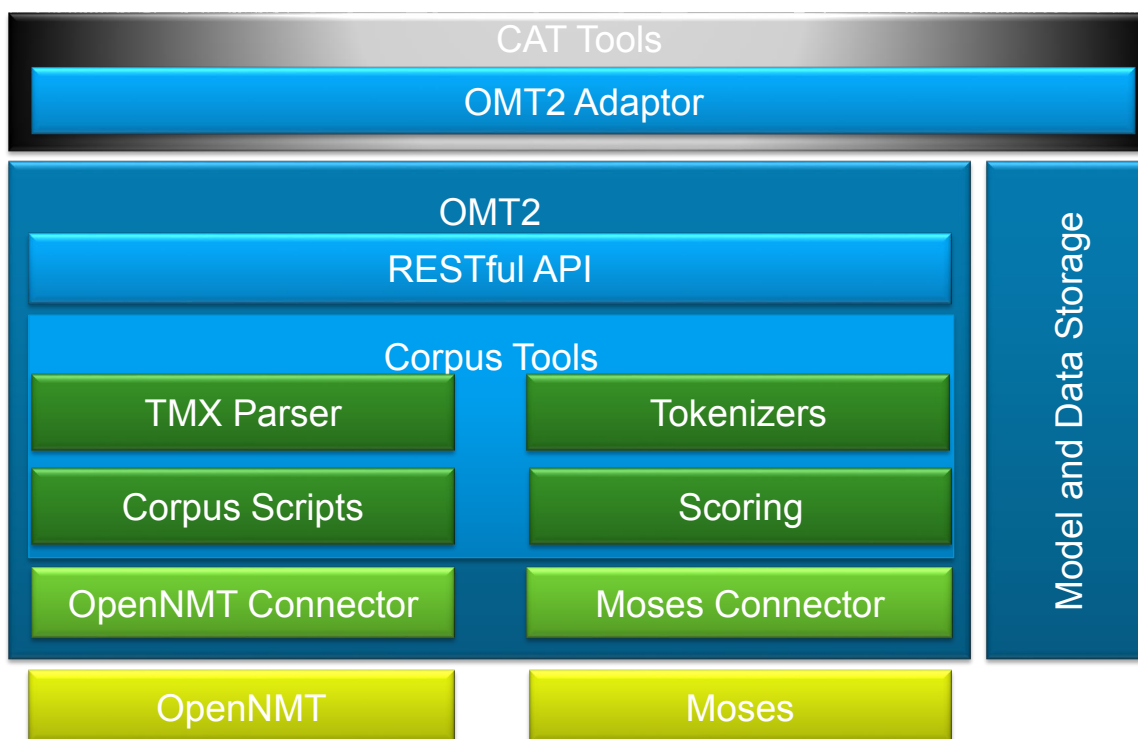 CAT Tools
OMT2 Adaptor
OMT2
RESTful API
Corpus Tools
TMX Parser
Tokenizers
Corpus Scripts
Scoring
OpenNMT Connector
Moses Connector
Model and Data Storage
OpenNMT
Moses